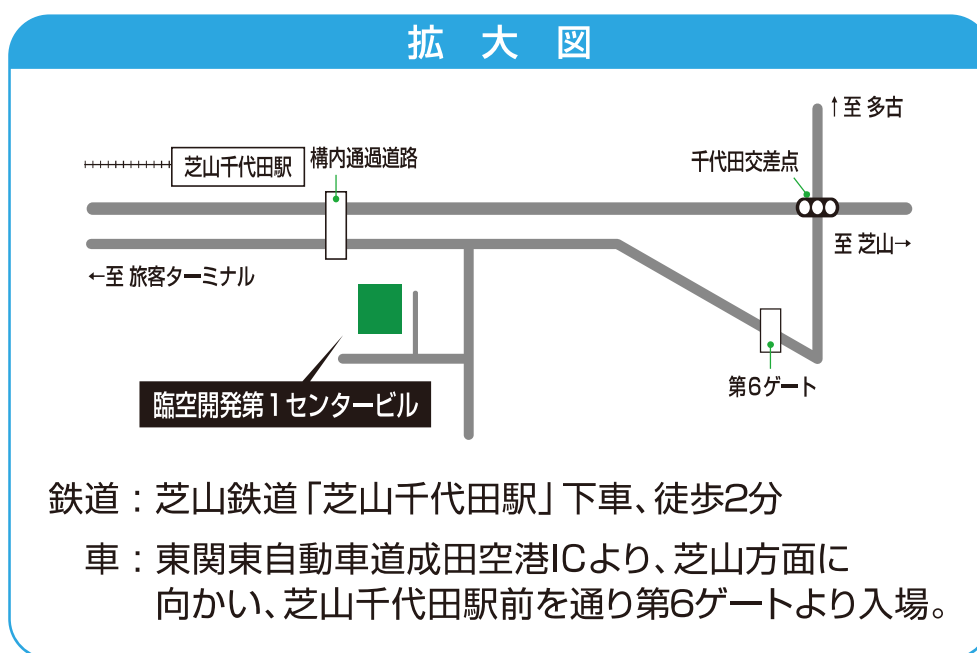 拡大図
↑至 多古
芝山千代田駅
構内通過道路
千代田交差点
至 芝山→
←至 旅客ターミナル
第6ゲート
臨空開発第1センタービル
鉄道：芝山鉄道「芝山千代田駅」下車、徒歩2分
車：東関東自動車道成田空港ICより、芝山方面に
向かい、芝山千代田駅前を通り第6ゲートより入場。